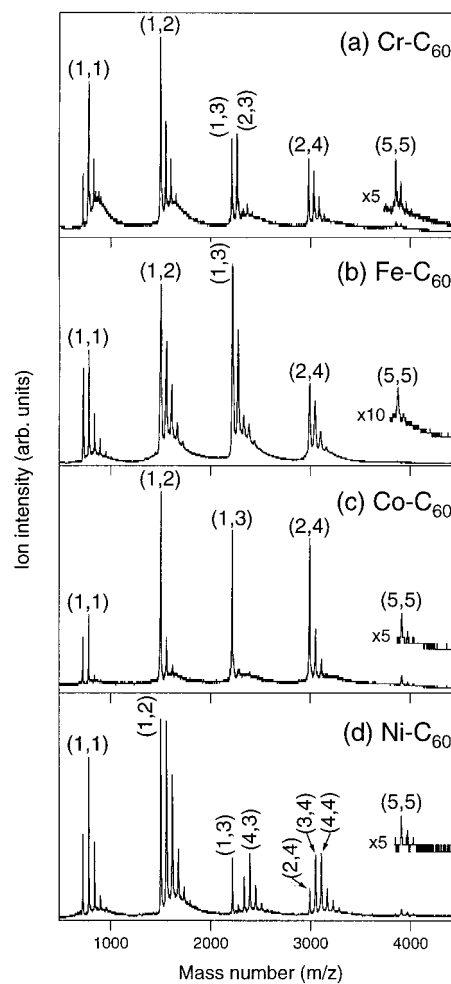 (a) Cr-C60
(1,1)
(1,2)
(1,3)
(2,3)
(2,4)
(5,5)
x5
(b) Fe-C60
(1,1)
(1,2)
(1,3)
(2,4)
(5,5)
x10
(c) Co-C60
(1,1)
(1,2)
(1,3)
(2,4)
(5,5)
x5
(d) Ni-C60
(1,1)
(1,2)
(1,3)
(4,3)
(2,4)
(3,4)
(4,4)
(5,5)
x5
Ion intensity (arb. units)
1000 2000 3000 4000
Mass number (m/z)